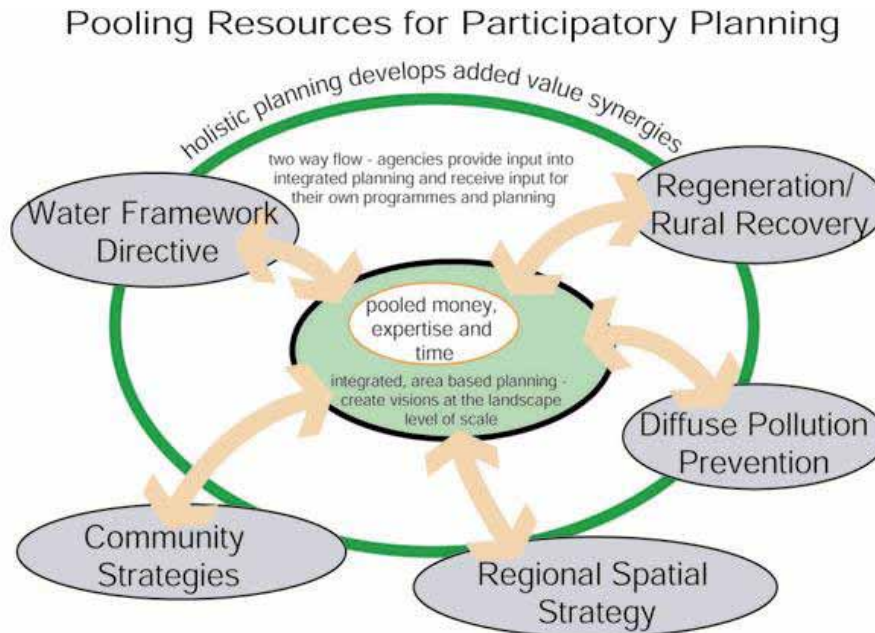 Pooling Resources for Participatory Planning
holistic planning develops added value synergies
two way flow - agencies provide input into
integrated planning and receive input for
their own programmes and planning
Water Framework
Directive
Regeneration/
Rural Recovery
pooled money,
expertise and
time
integrated, area based planning -
create visions at the landscape
level of scale
Diffuse Pollution
Prevention
Community
Strategies
Regional Spatial
Strategy